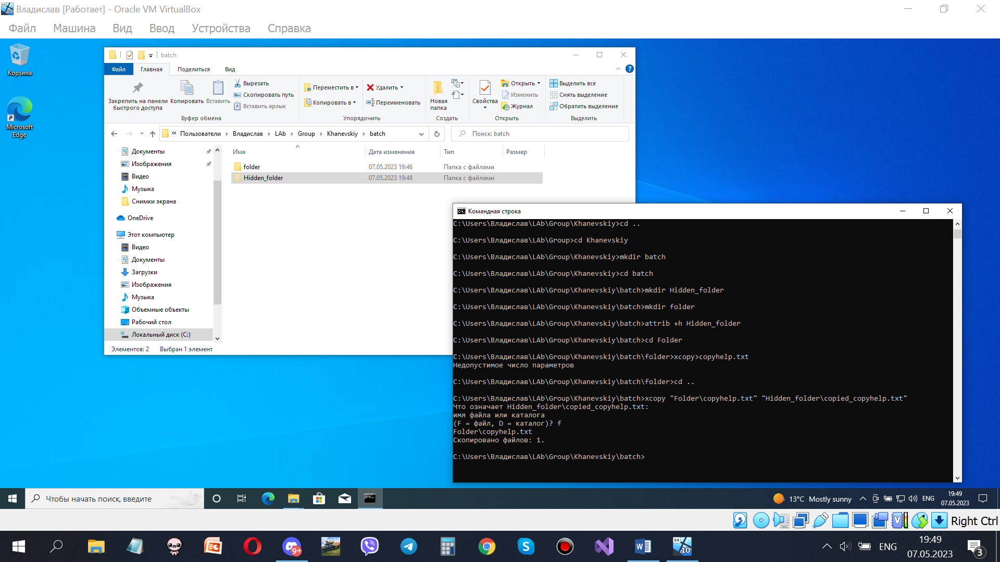 Владислав [Работает] - Oracle VM VirtualBox
Файл Машина Вид Ввод Устройства Справка
Корзина
Microsoft
Edge
batch
Файл Главная Поделиться Вид
Закрепить на панели
быстрого доступа
Копировать
Вставить
Вырезать
Скопировать путь
Вставить ярлык
Буфер обмена
Переместить в
Копировать в
Удалить
Переименовать
Упорядочить
Новая
папка
Создать
Свойства
Открыть
Изменить
Журнал
Открыть
Выделить все
Снять выделение
Обратить выделение
Выделить
« Пользователи › Владислав › LAb › Group › Khanevskiy › batch
Поиск: batch
Документы
Изображения
Видео
Музыка
Снимки экрана
OneDrive
Этот компьютер
Видео
Документы
Загрузки
Изображения
Музыка
Объемные объекты
Рабочий стол
Локальный диск (C:)
Имя Дата изменения Тип Размер
folder 07.05.2023 19:46 Папка с файлами
Hidden_folder 07.05.2023 19:48 Папка с файлами
Элементов: 2 Выбран 1 элемент
Командная строка
C:\Users\Владислав\LAb\Group\Khanevskiy>cd ..
C:\Users\Владислав\LAb\Group>cd Khanevskiy
C:\Users\Владислав\LAb\Group\Khanevskiy>mkdir batch
C:\Users\Владислав\LAb\Group\Khanevskiy>cd batch
C:\Users\Владислав\LAb\Group\Khanevskiy\batch>mkdir Hidden_folder
C:\Users\Владислав\LAb\Group\Khanevskiy\batch>mkdir folder
C:\Users\Владислав\LAb\Group\Khanevskiy\batch>attrib +h Hidden_folder
C:\Users\Владислав\LAb\Group\Khanevskiy\batch>cd Folder
C:\Users\Владислав\LAb\Group\Khanevskiy\batch\folder>xcopy>copyhelp.txt
Недопустимое число параметров
C:\Users\Владислав\LAb\Group\Khanevskiy\batch\folder>cd ..
C:\Users\Владислав\LAb\Group\Khanevskiy\batch>xcopy "Folder\copyhelp.txt" "Hidden_folder\copied_copyhelp.txt"
Что означает Hidden_folder\copied_copyhelp.txt:
имя файла или каталога
(F = файл, D = каталог)? f
Folder\copyhelp.txt
Скопировано файлов: 1.
C:\Users\Владислав\LAb\Group\Khanevskiy\batch>
Чтобы начать поиск, введите
13°C Mostly sunny
ENG
19:49
07.05.2023
Right Ctrl
9+
64
10
ENG
19:49
07.05.2023
3